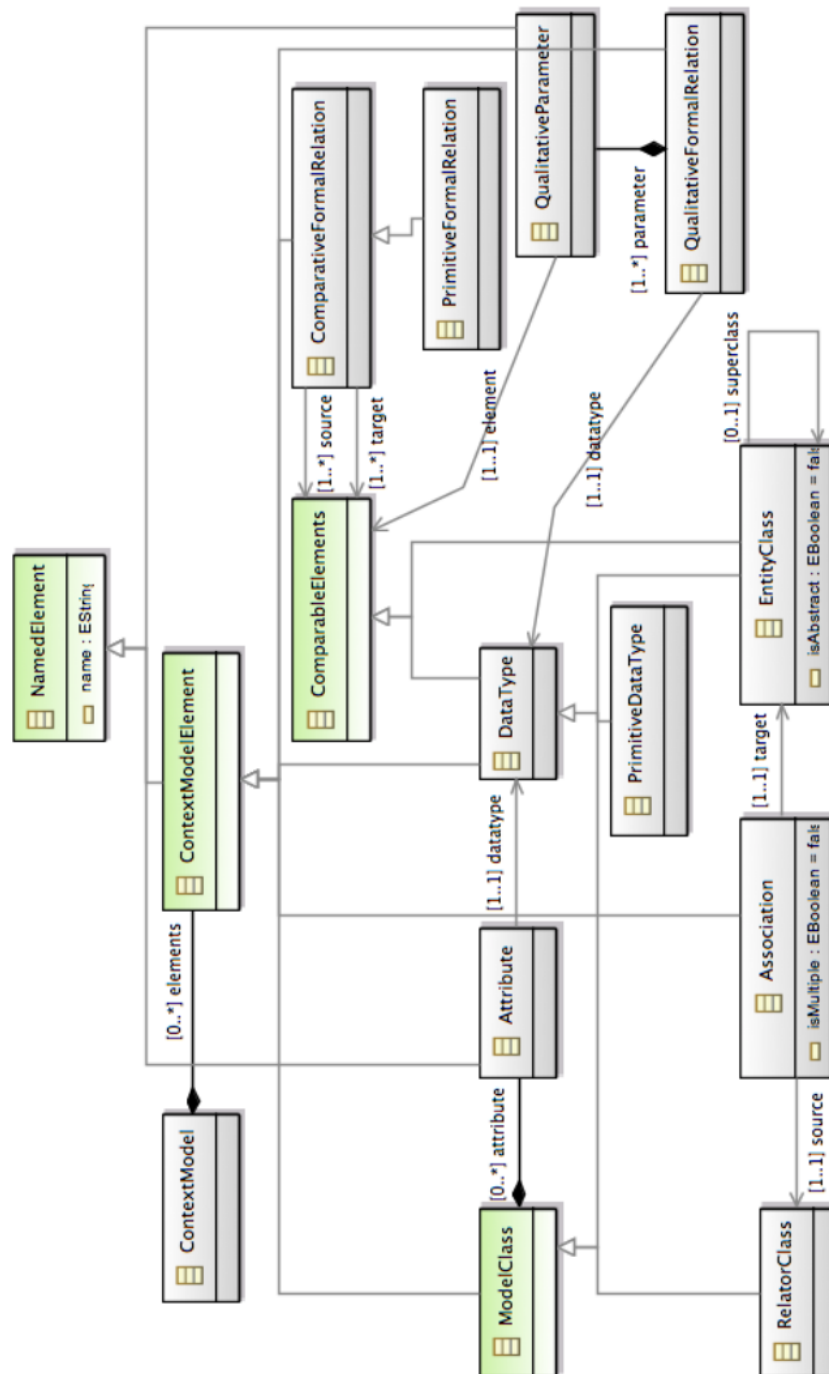 NamedElement
name : EString
ContextModel
[0..*] elements
ContextModelElement
ComparableElements
[1..*] source
[1..*] target
ComparativeFormalRelation
PrimitiveFormalRelation
ModelClass
[0..*] attribute
Attribute
[1..1] datatype
DataType
PrimitiveDataType
[1..1] element
[1..1] datatype
QualitativeParameter
[1..*] parameter
QualitativeFormalRelation
RelatorClass
[1..1] source
Association
isMultiple : EBoolean = fals
[1..1] target
EntityClass
isAbstract : EBoolean = fals
[0..1] superclass